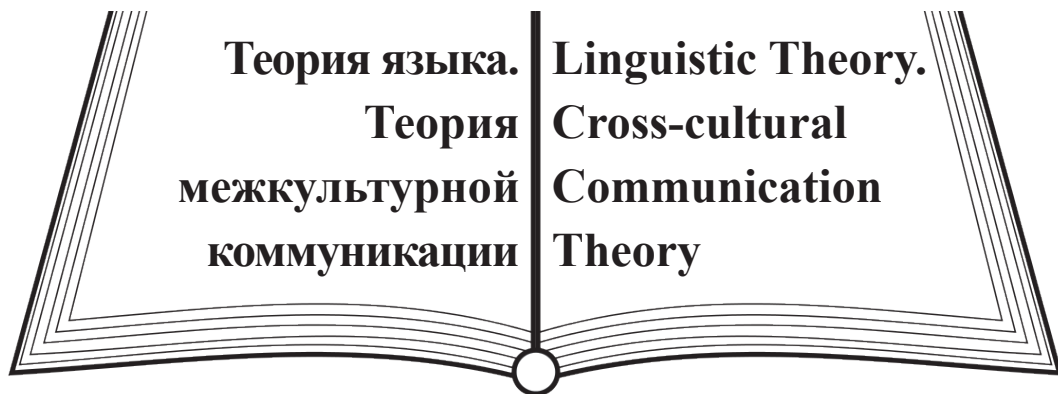 Теория языка.
Теория
межкультурной
коммуникации
Linguistic Theory.
Cross-cultural
Communication
Theory